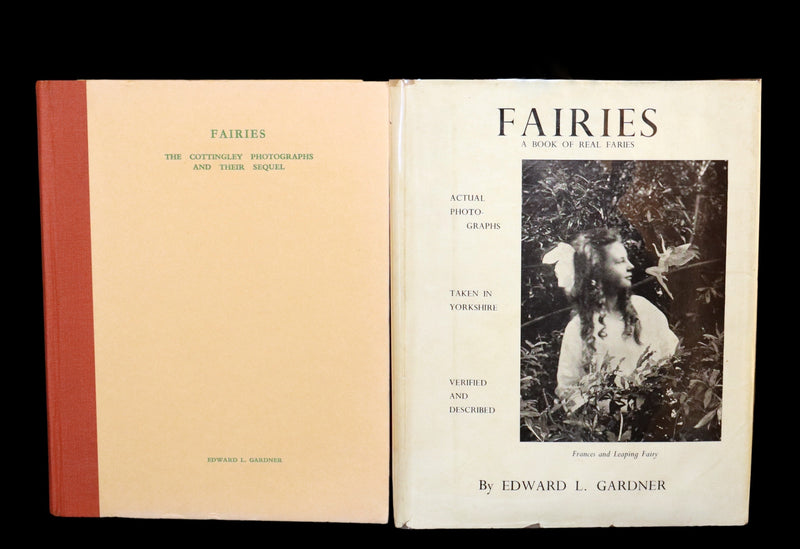 FAIRIES
THE COTTINGLEY PHOTOGRAPHS
AND THEIR SEQUEL
EDWARD L. GARDNER
FAIRIES
A BOOK OF REAL FARIES
ACTUAL
PHOTO-
GRAPHS
TAKEN IN
YORKSHIRE
VERIFIED
AND
DESCRIBED
Frances and Leaping Fairy
By EDWARD L. GARDNER